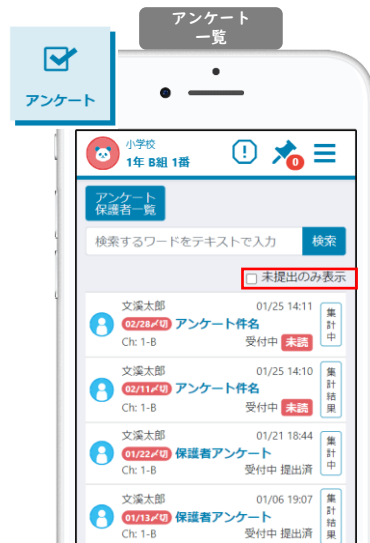 アンケート
一覧
アンケート
小学校
1年 B組 1番
0
アンケート
保護者一覧
検索するワードをテキストで入力 検索
未提出のみ表示
文溪太郎 01/25 14:11
02/28〆切 アンケート件名
Ch: 1-B 受付中 未読
集計中
文溪太郎 01/25 14:10
02/11〆切 アンケート件名
Ch: 1-B 受付中 未読
集計結果
文溪太郎 01/21 18:44
01/22〆切 保護者アンケート
Ch: 1-B 受付中 提出済
集計中
文溪太郎 01/06 19:07
01/13〆切 保護者アンケート
Ch: 1-B 受付中 提出済
集計結果